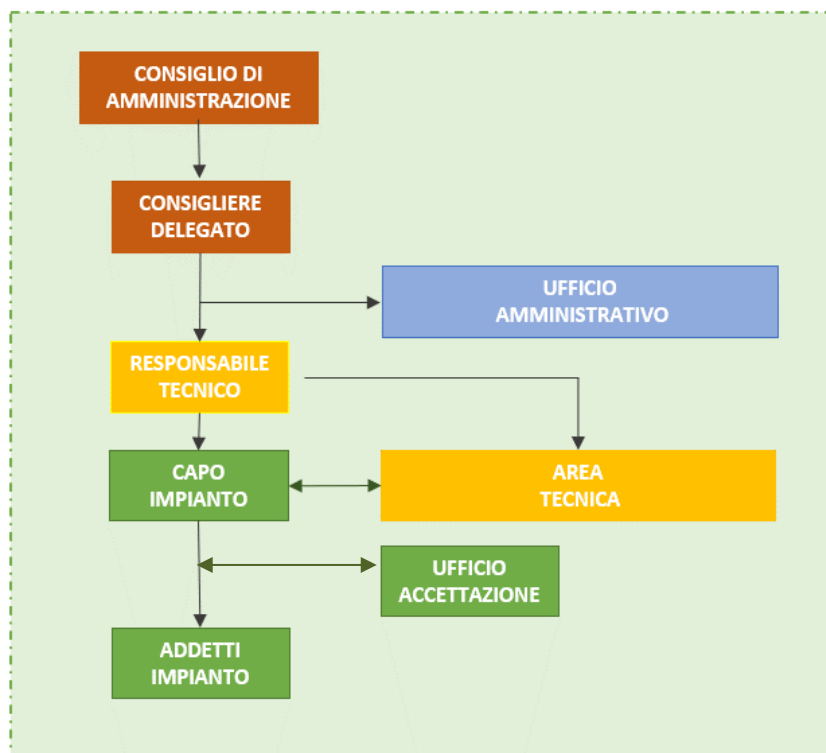 CONSIGLIO DI
AMMINISTRAZIONE
CONSIGLIERE
DELEGATO
UFFICIO
AMMINISTRATIVO
RESPONSABILE
TECNICO
CAPO
IMPIANTO
AREA
TECNICA
UFFICIO
ACCETTAZIONE
ADDETTI
IMPIANTO